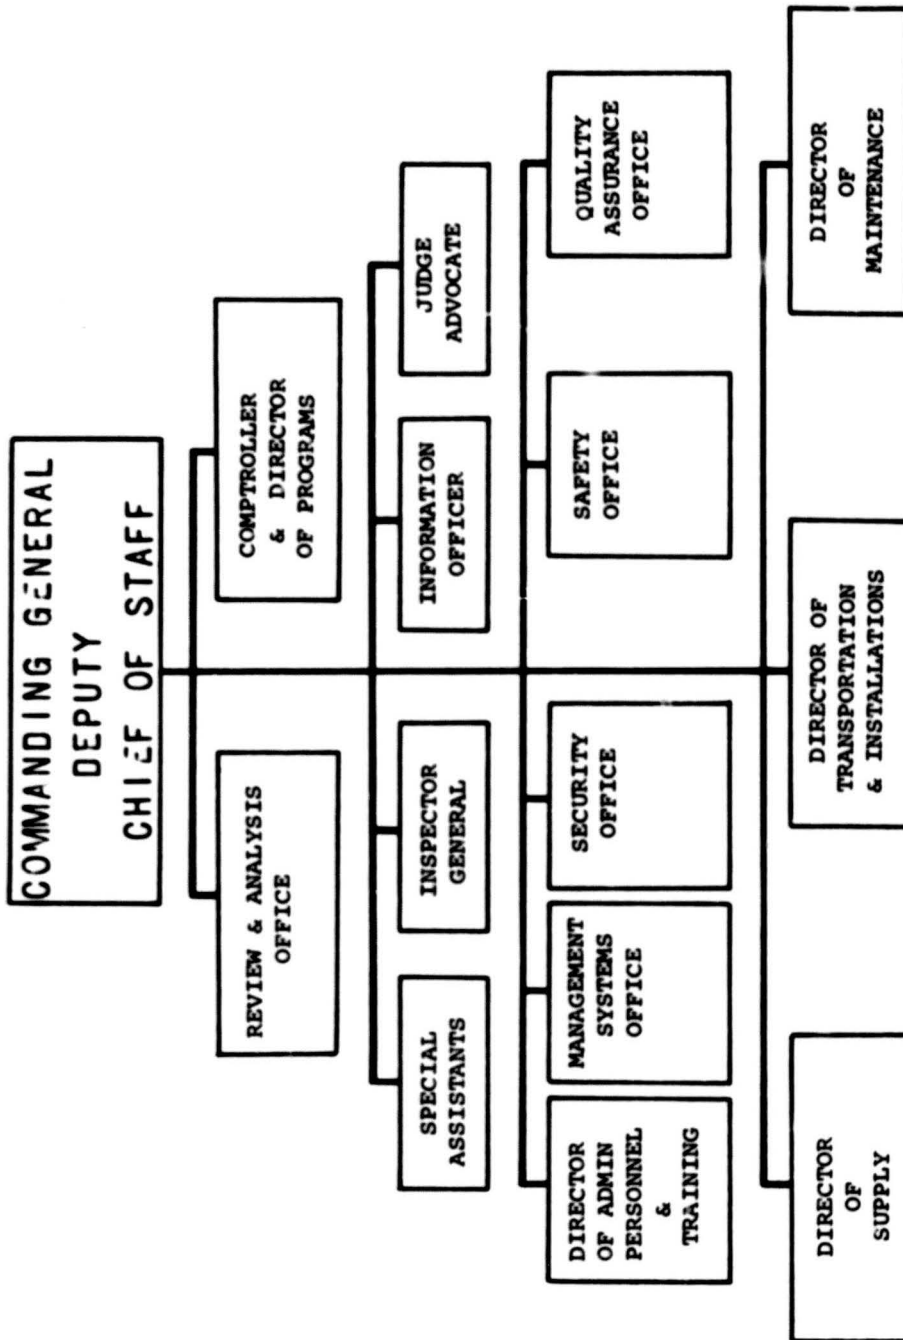 COMMANDING GENERAL
DEPUTY
CHIEF OF STAFF
REVIEW & ANALYSIS
OFFICE
COMPTROLLER
& DIRECTOR
OF PROGRAMS
SPECIAL
ASSISTANTS
INSPECTOR
GENERAL
INFORMATION
OFFICER
JUDGE
ADVOCATE
DIRECTOR
OF ADMIN
PERSONNEL
&
TRAINING
MANAGEMENT
SYSTEMS
OFFICE
SECURITY
OFFICE
SAFETY
OFFICE
QUALITY
ASSURANCE
OFFICE
DIRECTOR
OF
SUPPLY
DIRECTOR OF
TRANSPORTATION
& INSTALLATIONS
DIRECTOR
OF
MAINTENANCE